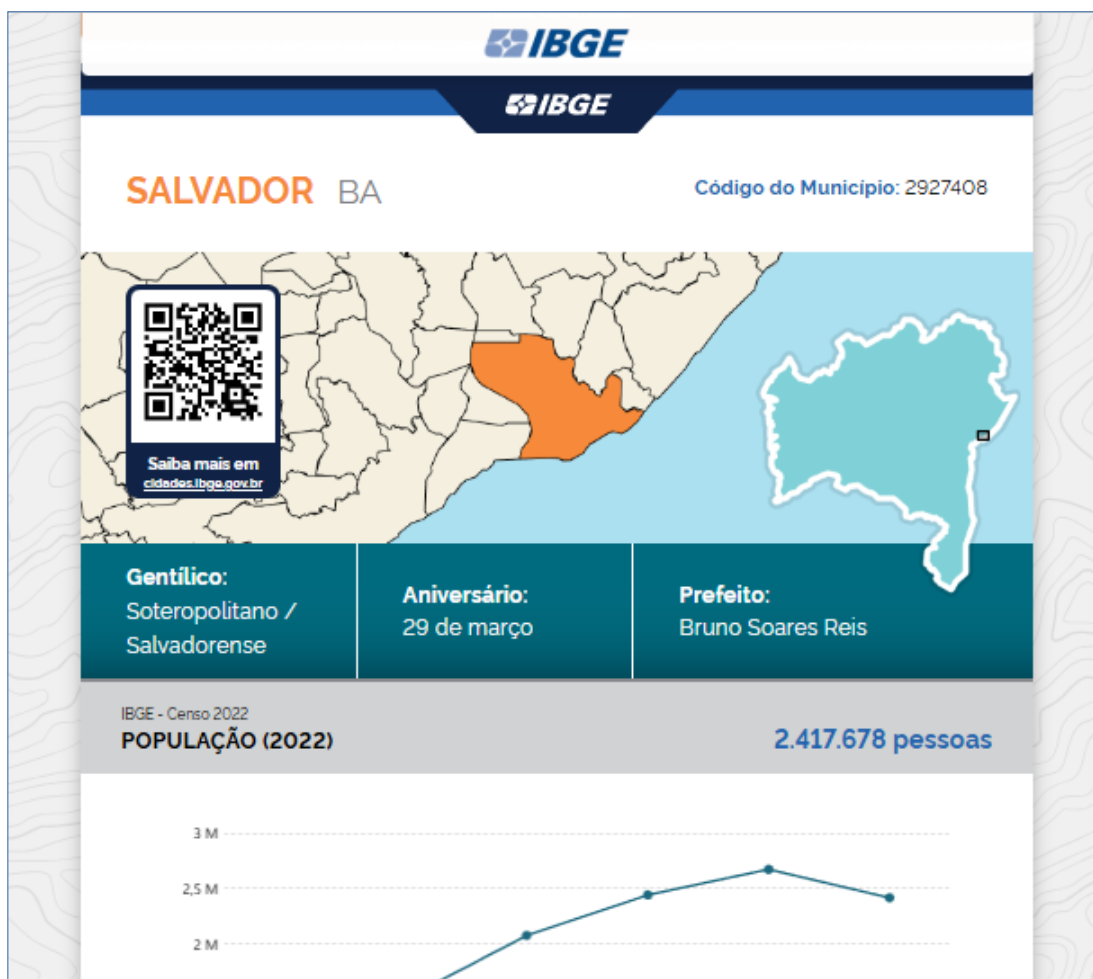 IBGE
IBGE
SALVADOR BA
Código do Município: 2927408
Saiba mais em
cidades.ibge.gov.br
Gentílico:
Soteropolitano /
Salvadorense
Aniversário:
29 de março
Prefeito:
Bruno Soares Reis
IBGE - Censo 2022
POPULAÇÃO (2022)
2.417.678 pessoas
3 M
2,5 M
2 M